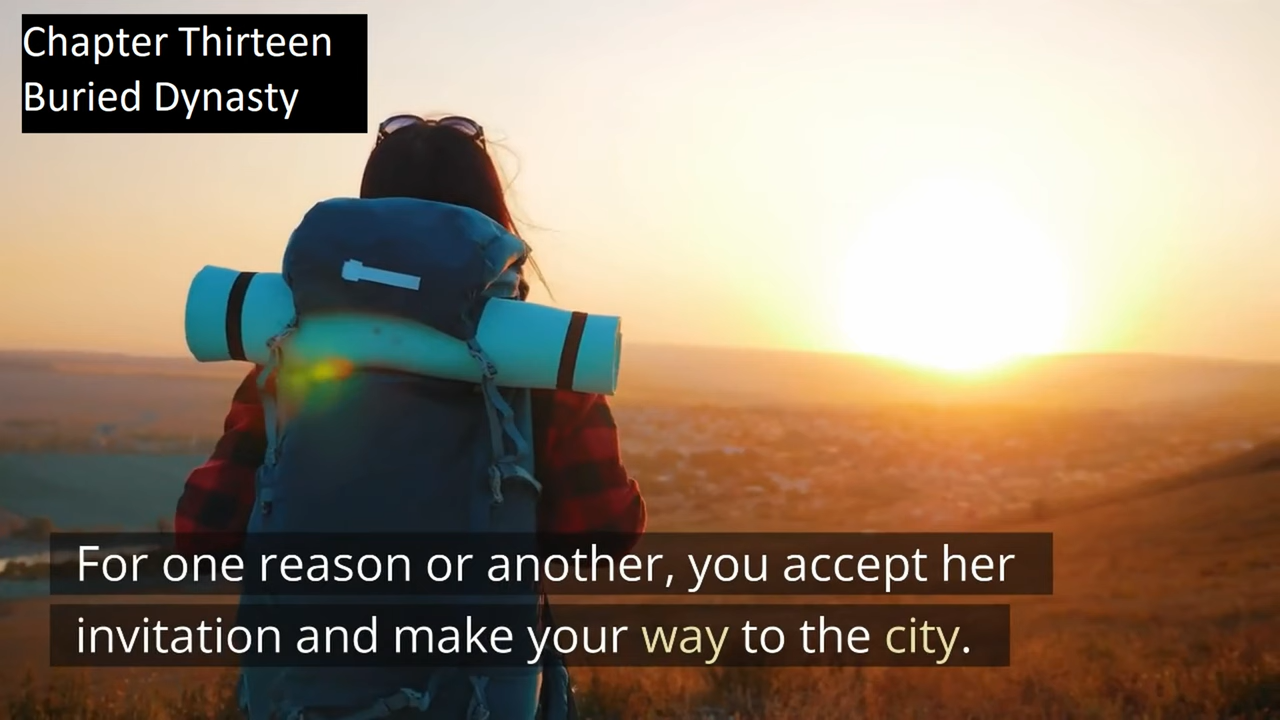 Chapter Thirteen
Buried Dynasty
For one reason or another, you accept her
invitation and make your way to the city.